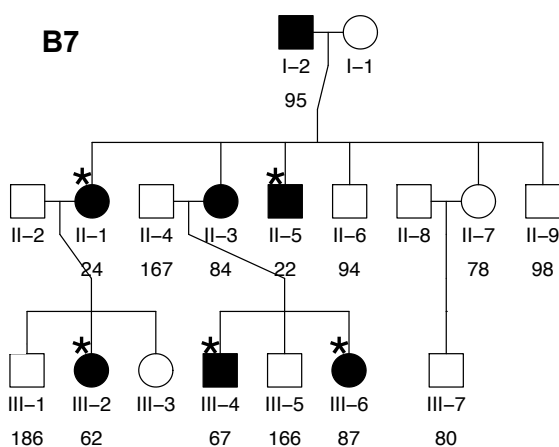 B7
I-2 I-1
95
* *
II-2 II-1 II-4 II-3 II-5 II-6 II-8 II-7 II-9
24 167 84 22 94 78 98
* * *
III-1 III-2 III-3 III-4 III-5 III-6 III-7
186 62 67 166 87 80